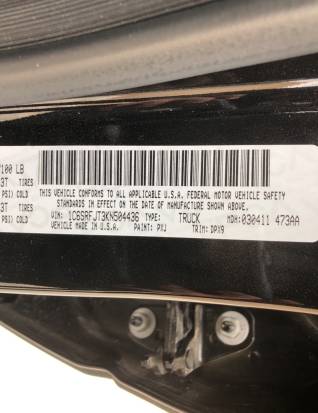 7100 LB
3T TIRES
PSI) COLD
3T TIRES
PSI) COLD
THIS VEHICLE CONFORMS TO ALL APPLICABLE U.S.A. FEDERAL MOTOR VEHICLE SAFETY
STANDARDS IN EFFECT ON THE DATE OF MANUFACTURE SHOWN ABOVE.
VIN: 1C6SRFJT3KN504436 TYPE: TRUCK MDH: 030411 473AA
VEHICLE MADE IN U.S.A. PAINT: PXJ TRIM: DPX9